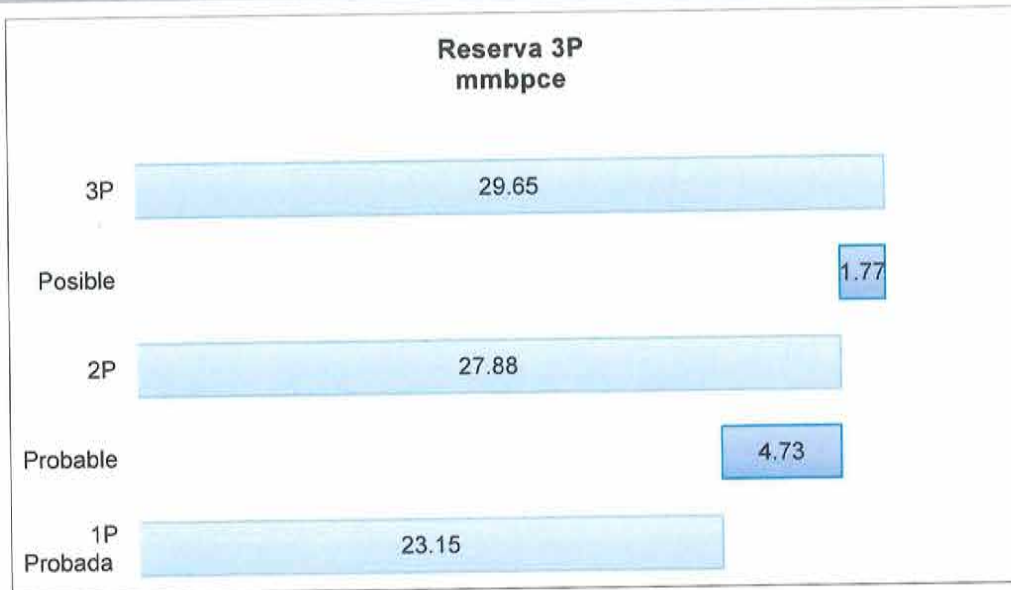 Reserva 3P
mmbpce
3P
29.65
Posible
1.77
2P
27.88
Probable
4.73
1P
Probada
23.15